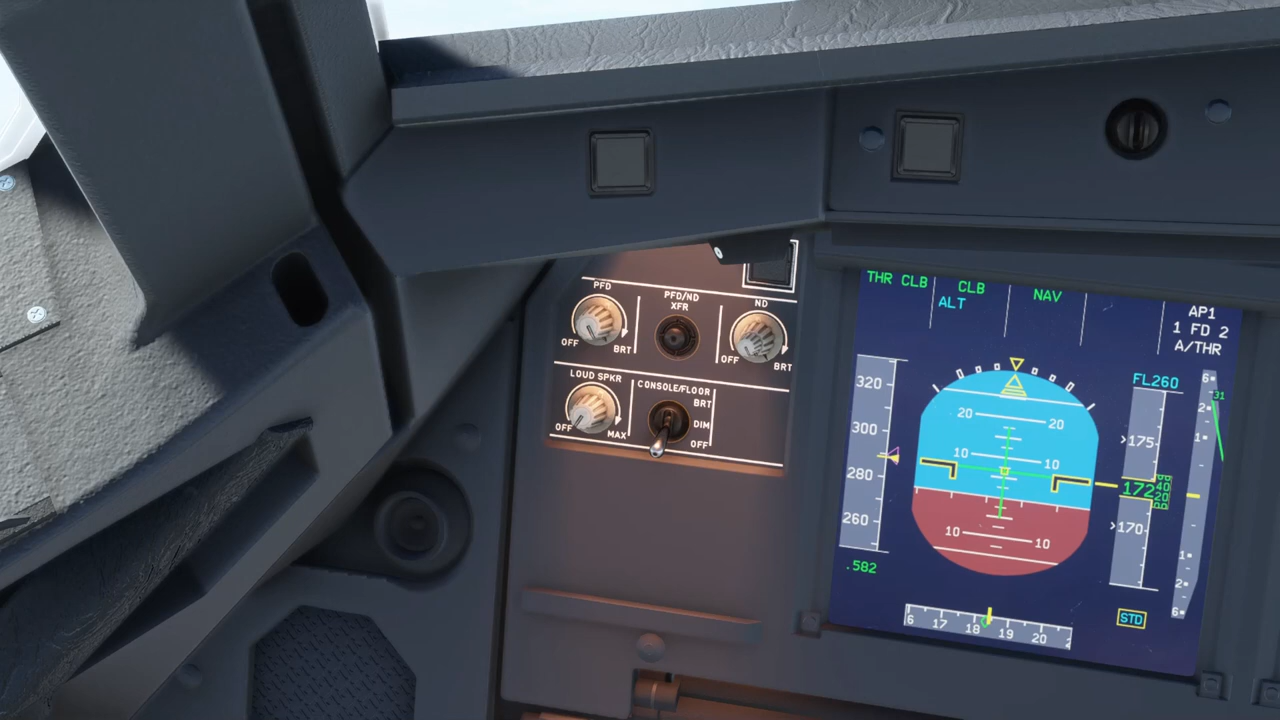 PFD
PFD/ND
XFR
ND
OFF
BRT
OFF
BRT
LOUD SPKR
CONSOLE/FLOOR
BRT
DIM
OFF
OFF
MAX
THR CLB
CLB
NAV
ALT
AP1
1 FD 2
A/THR
FL260
320
300
280
260
.582
20
20
10
10
10
10
175
172
60
40
20
00
170
6
2
1
1
2
6
31
STD
6
17
18
19
20